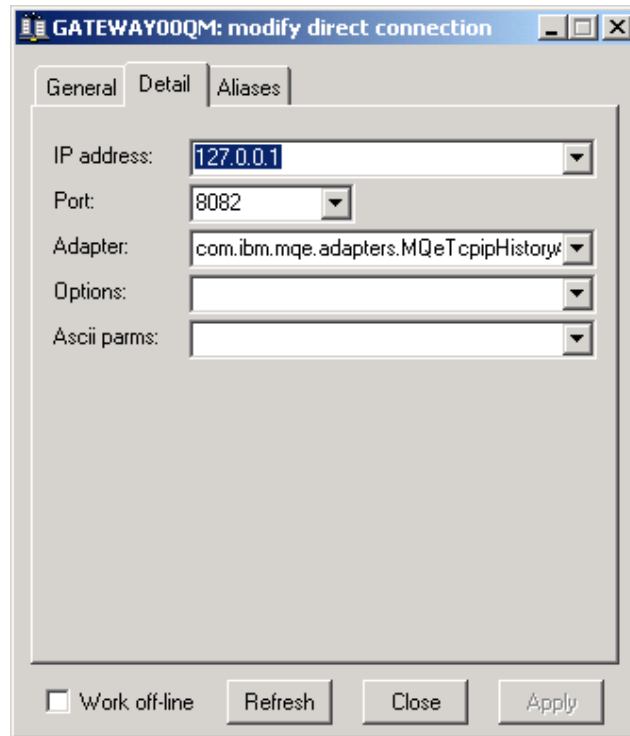 GATEWAY00QM: modify direct connection
General Detail Aliases
IP address: 127.0.0.1
Port: 8082
Adapter: com.ibm.mqe.adapters.MQeTcpipHistory
Options:
Ascii parms:
Work off-line Refresh Close Apply